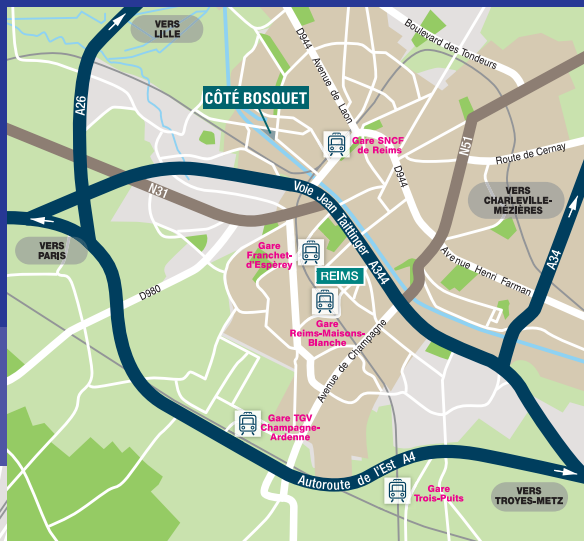 VERS
LILLE
D944
Avenue de Laon
Boulevard des Tondeurs
A26
CÔTÉ BOSQUET
Gare SNCF
de Reims
N51
Route de Cernay
D944
N31
Voie Jean Taittinger A344
VERS
CHARLEVILLE-
MÉZIÈRES
VERS
PARIS
Gare
Franchet-
d'Espèrey
REIMS
Avenue Henri Farman
A34
D980
Gare
Reims-Maisons-
Blanche
Avenue de Champagne
Gare TGV
Champagne-
Ardenne
Autoroute de l'Est A4
Gare
Trois-Puits
VERS
TROYES-METZ